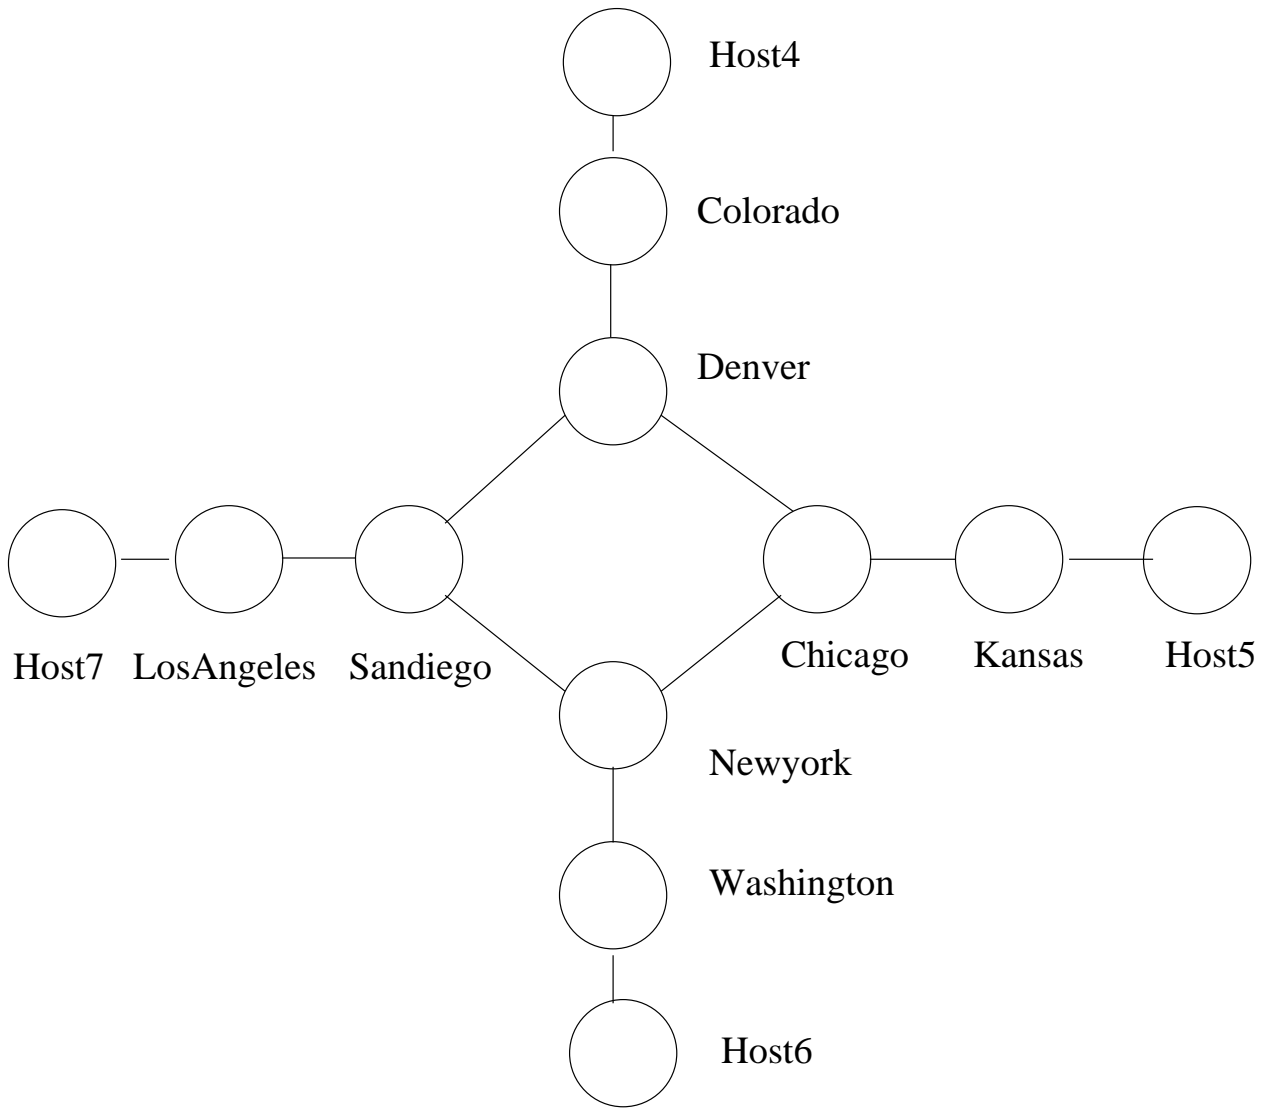 Host4
Colorado
Denver
Host7 LosAngeles Sandiego Chicago Kansas Host5
Newyork
Washington
Host6